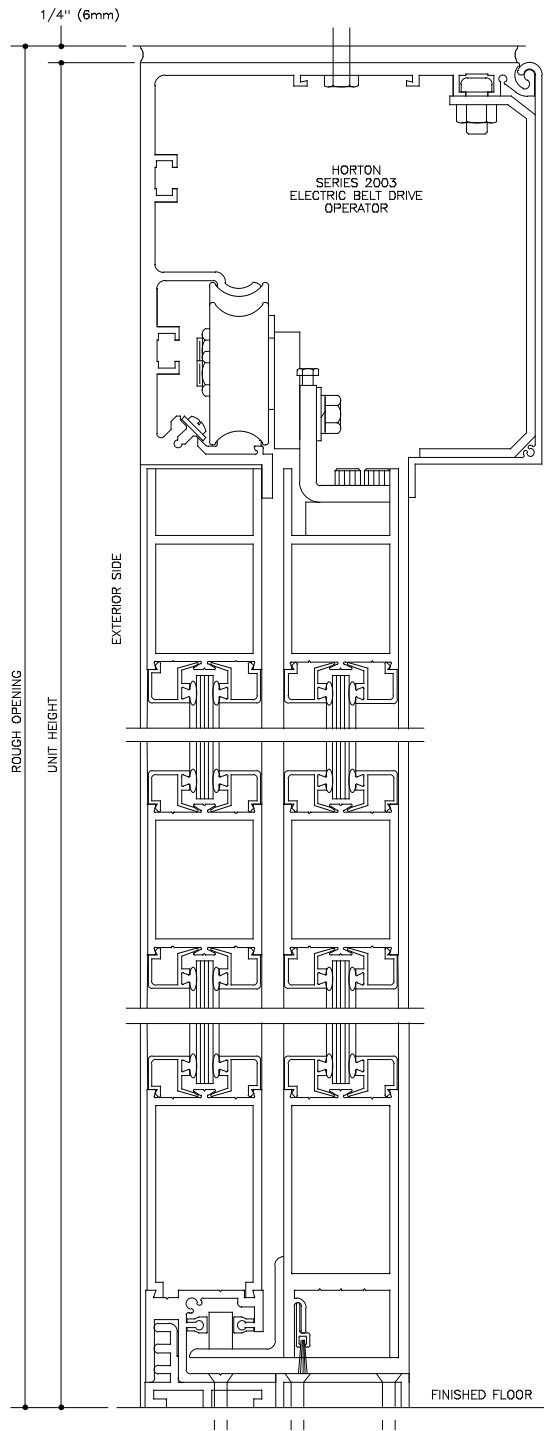 1/4" (6mm)
HORTON
SERIES 2003
ELECTRIC BELT DRIVE
OPERATOR
EXTERIOR SIDE
ROUGH OPENING
UNIT HEIGHT
FINISHED FLOOR